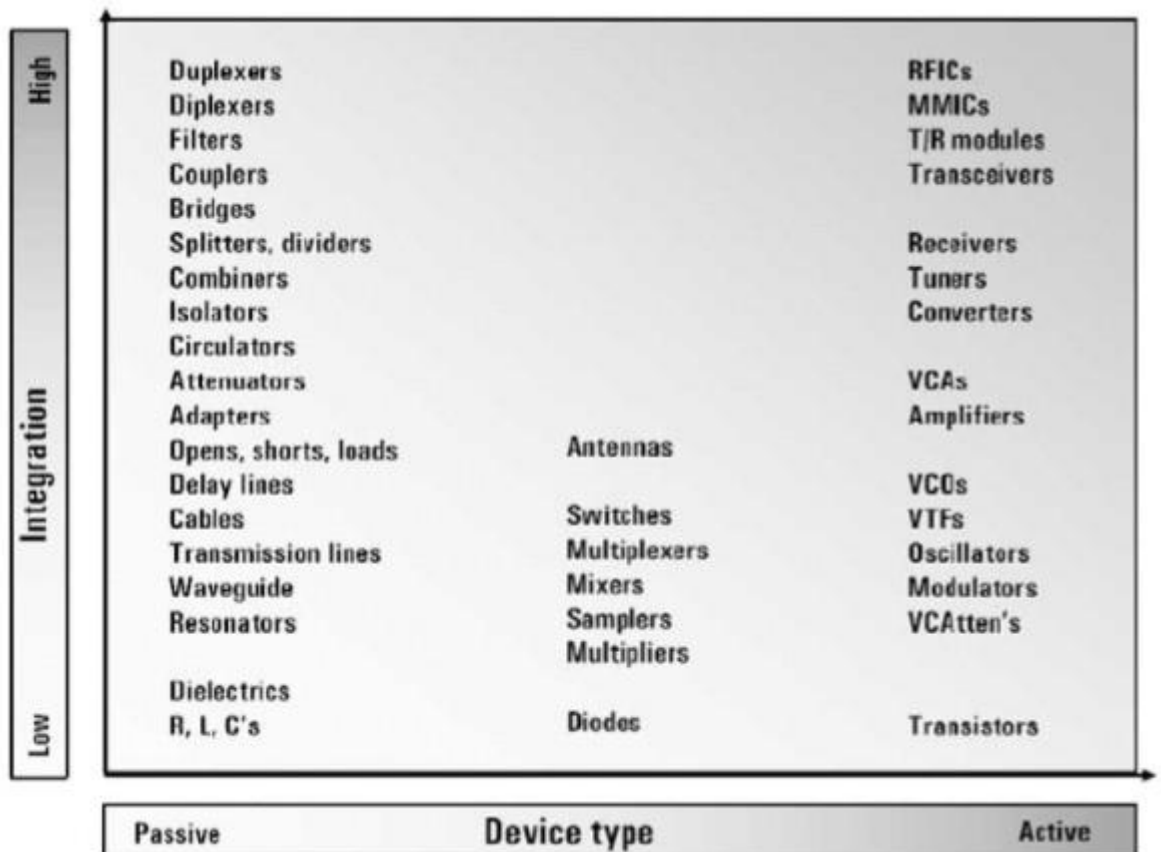 High
Integration
Low
Duplexers
Diplexers
Filters
Couplers
Bridges
Splitters, dividers
Combiners
Isolators
Circulators
Attenuators
Adapters
Opens, shorts, loads
Delay lines
Cables
Transmission lines
Waveguide
Resonators
Dielectrics
R, L, C's
Antennas
Switches
Multiplexers
Mixers
Samplers
Multipliers
Diodes
RFICs
MMICs
T/R modules
Transceivers
Receivers
Tuners
Converters
VCAs
Amplifiers
VCOs
VTFs
Oscillators
Modulators
VCAtten's
Transistors
Passive Device type Active